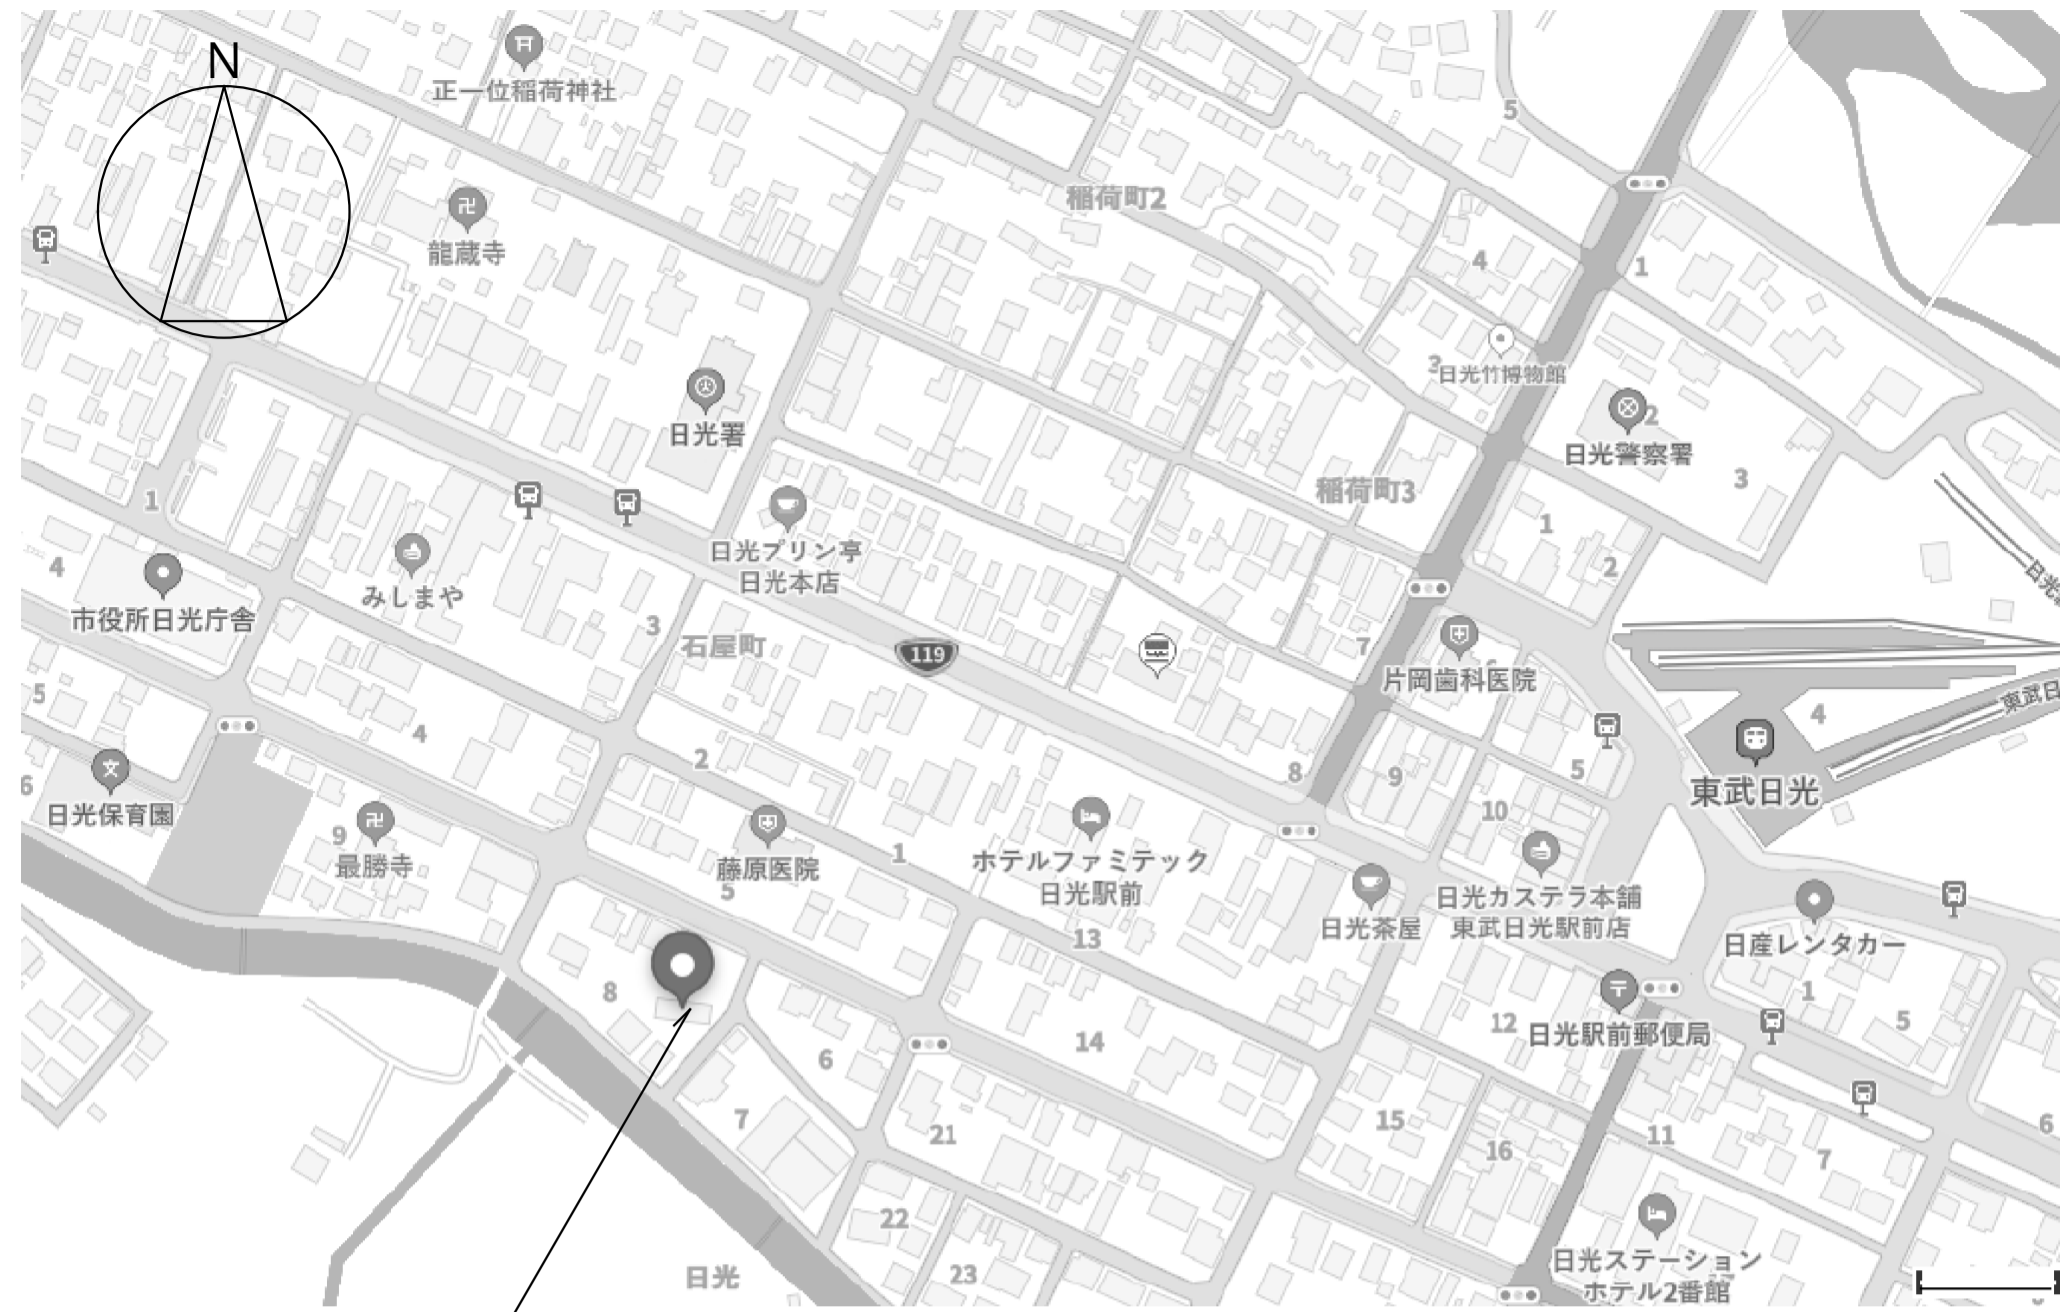 N
正一位稲荷神社
5
稲荷町2
龍蔵寺
4
1
3
日光竹博物館
日光署
2
日光警察署
稲荷町3
3
1
1
2
日光プリン亭
日光本店
4
みしまや
市役所日光庁舎
3
石屋町
119
7
片岡歯科医院
5
4
2
8
9
5
4
東武日
東武日光
6
日光保育園
9
最勝寺
藤原医院
5
1
ホテルファミテック
日光駅前
10
日光カステラ本舗
東武日光駅前店
日光茶屋
13
日産レンタカー
8
1
5
12
日光駅前郵便局
14
6
7
21
15
16
11
7
6
22
23
日光
日光ステーション
ホテル2番館